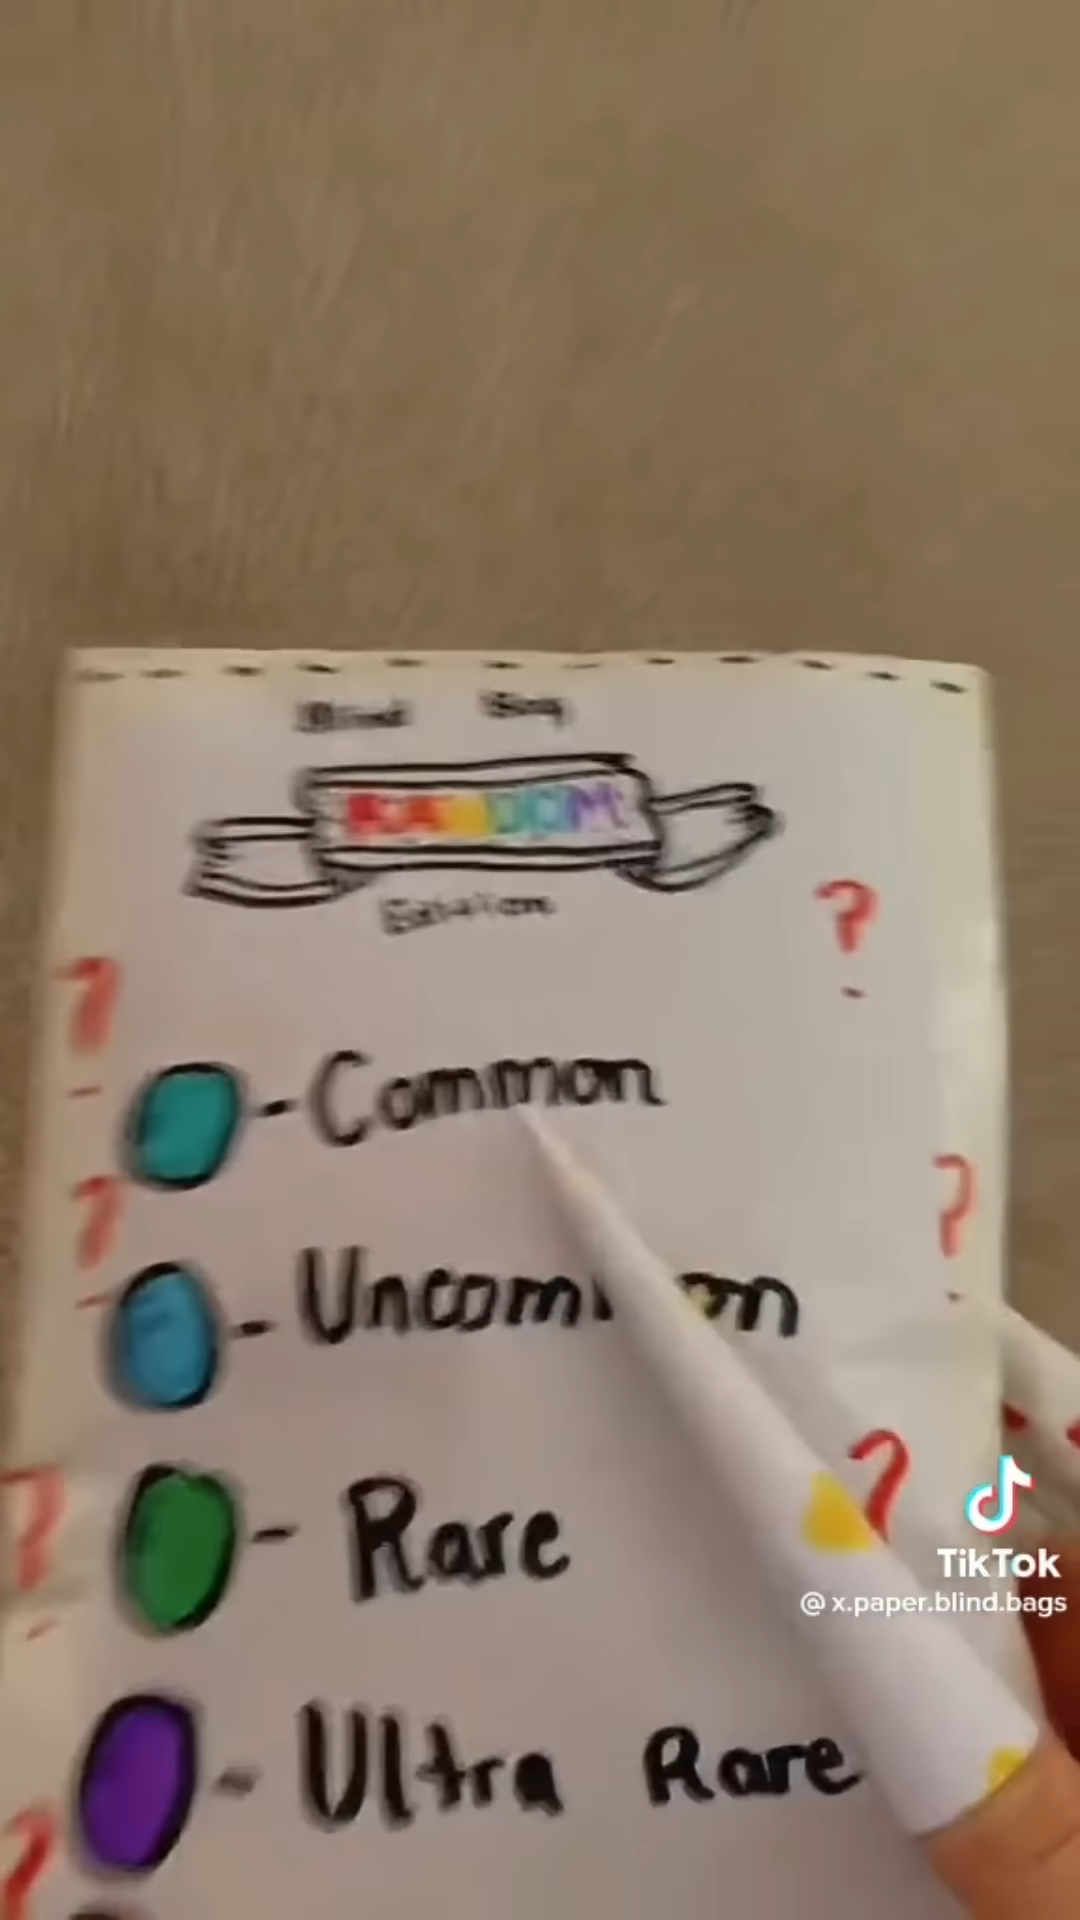 Blind Bag
RANDOM
Edition
?
?
- Common
?
?
- Uncommon
?
?
- Rare
TikTok
@x.paper.blind.bags
- Ultra Rare
?